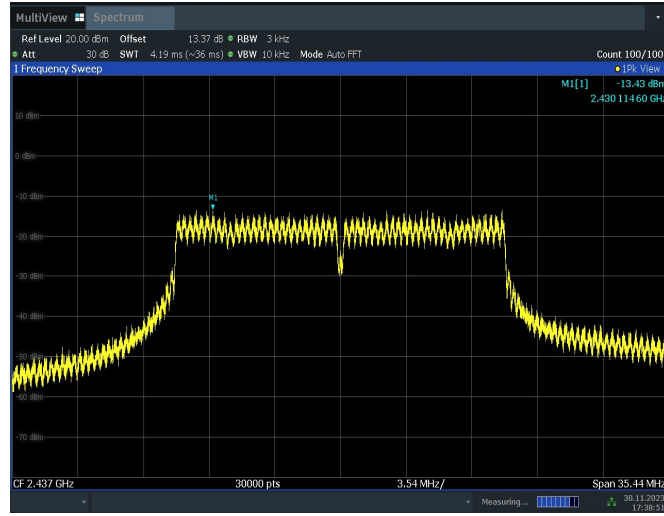 MultiView Spectrum
Ref Level 20.00 dBm Offset 13.37 dB RBW 3 kHz
Att 30 dB SWT 4.19 ms (~36 ms) VBW 10 kHz Mode Auto FFT Count 100/100
1 Frequency Sweep 1Pk View
M1[1] -13.43 dBm
2.43011460 GHz
10 dBm
0 dBm
-10 dBm
M1
-20 dBm
-30 dBm
-40 dBm
-50 dBm
-60 dBm
-70 dBm
CF 2.437 GHz 30000 pts 3.54 MHz/ Span 35.44 MHz
Measuring... 30.11.2023
17:38:51